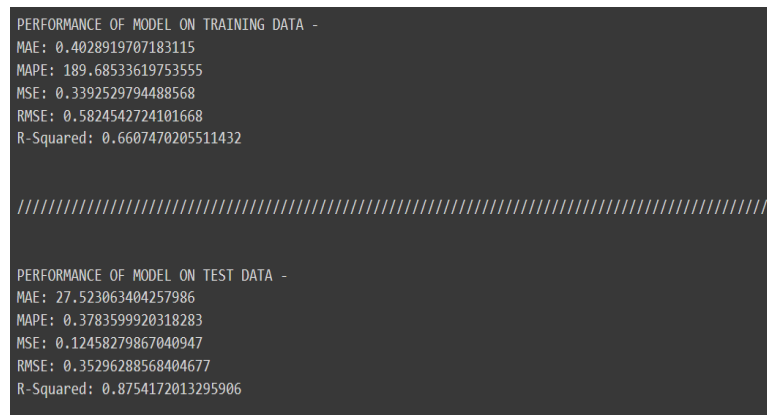 PERFORMANCE OF MODEL ON TRAINING DATA -
MAE: 0.4028919707183115
MAPE: 189.68533619753555
MSE: 0.3392529794488568
RMSE: 0.5824542724101668
R-Squared: 0.6607470205511432
//////////////////////////////////////////////////////////////////////////////////////////////////
PERFORMANCE OF MODEL ON TEST DATA -
MAE: 27.523063404257986
MAPE: 0.3783599920318283
MSE: 0.12458279867040947
RMSE: 0.35296288568404677
R-Squared: 0.8754172013295906